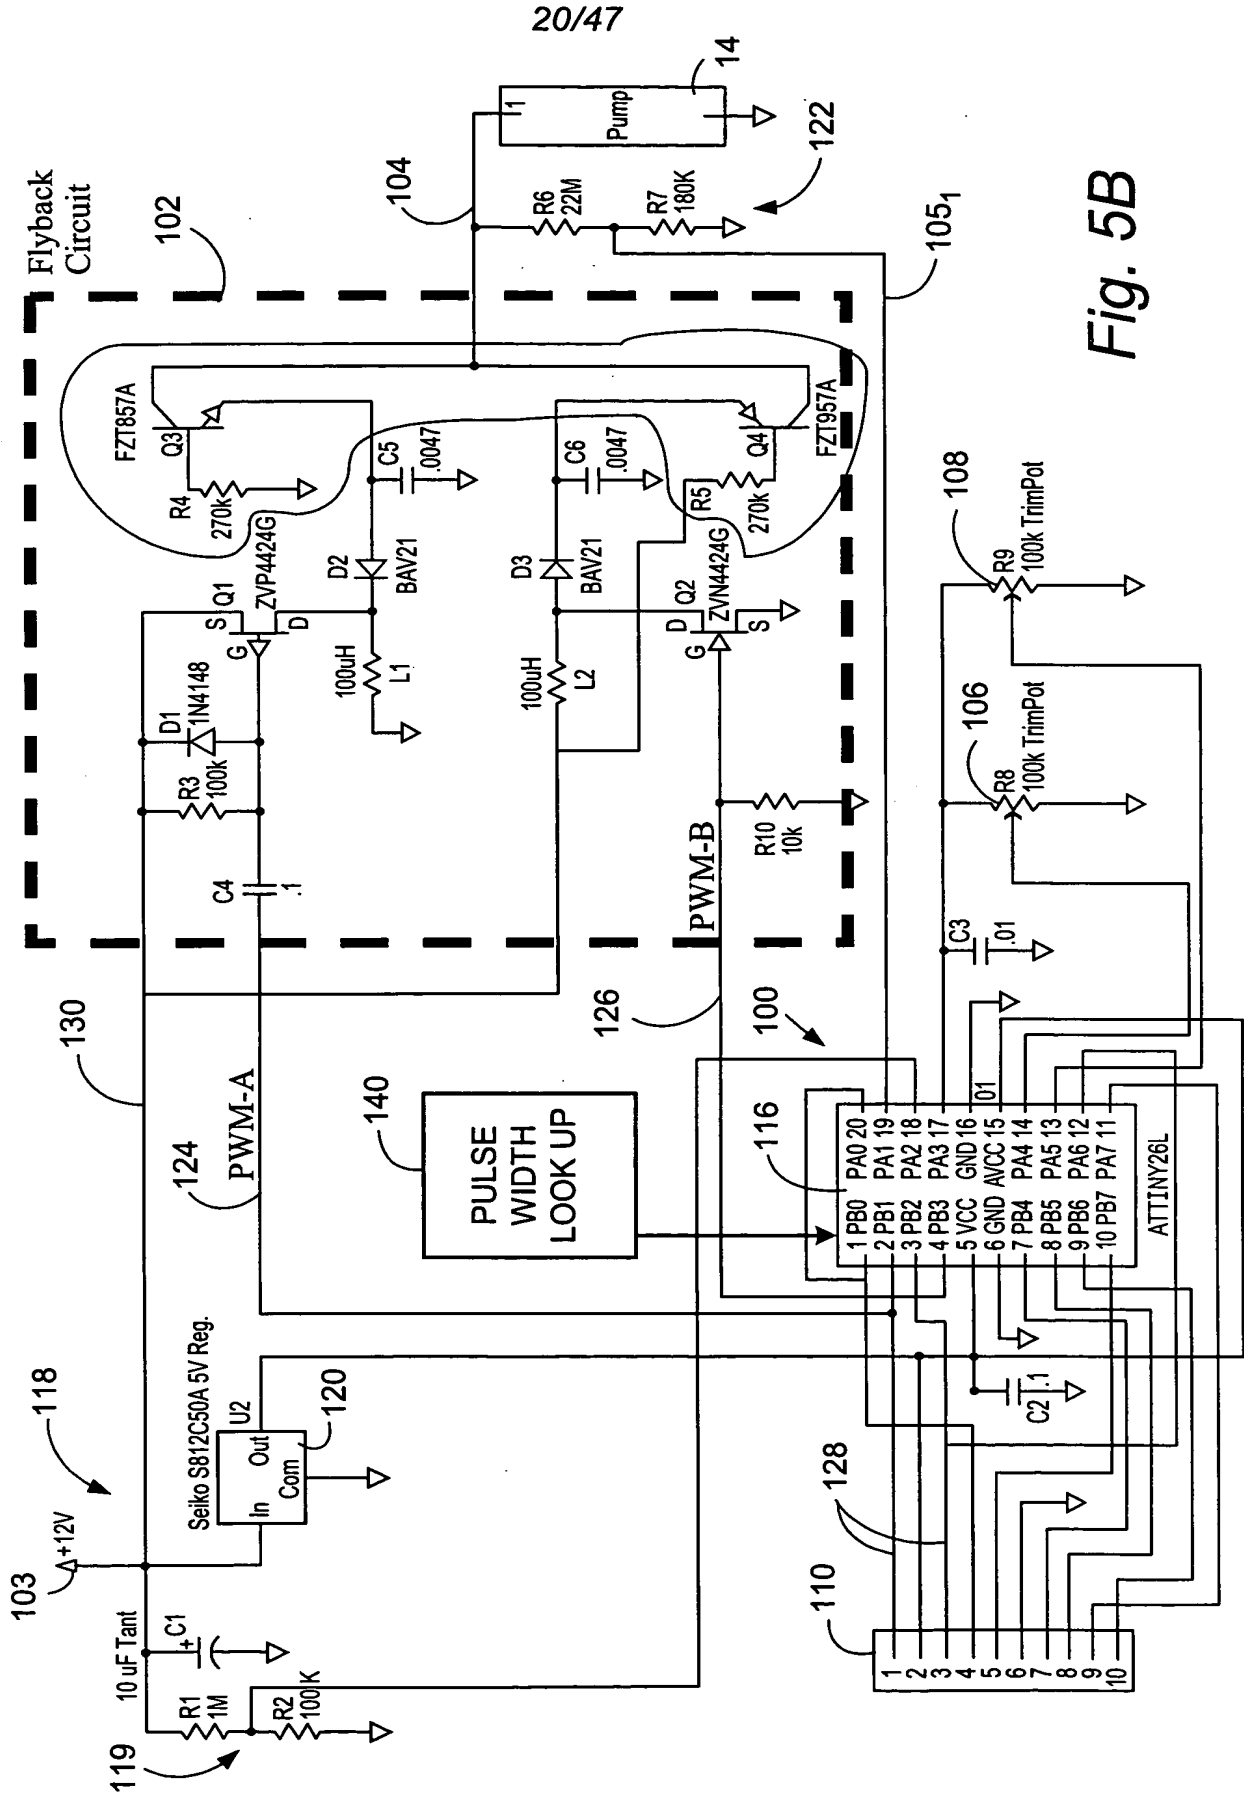 20/47
Flyback
Circuit
102
104
14
1
Pump
R6
22M
R7
180K
122
105₁
Fig. 5B
FZT857A
Q3
R4
270k
C5
.0047
ZVP4424G
Q1
S
G
D
D2
BAV21
100uH
L1
D1
1N4148
R3
100k
C4
.1
FZT957A
Q4
C6
.0047
R5
270k
D3
BAV21
100uH
L2
Q2
ZVN4424G
D
G
S
PWM-B
R10
10k
130
124
PWM-A
126
140
PULSE
WIDTH
LOOK UP
100
116
1 PB0 PA0 20
2 PB1 PA1 19
3 PB2 PA2 18
4 PB3 PA3 17
5 VCC GND 16
6 GND AVCC 15
7 PB4 PA4 14
8 PB5 PA5 13
9 PB6 PA6 12
10 PB7 PA7 11
01
ATTINY26L
C3
.01
106
R8
100k TrimPot
108
R9
100k TrimPot
118
103
+12V
Seiko S812C50A 5V Reg.
U2
In
Out
Com
120
10 uF Tant
C1
+
R1
1M
R2
100K
119
C2
.1
128
110
1
2
3
4
5
6
7
8
9
10